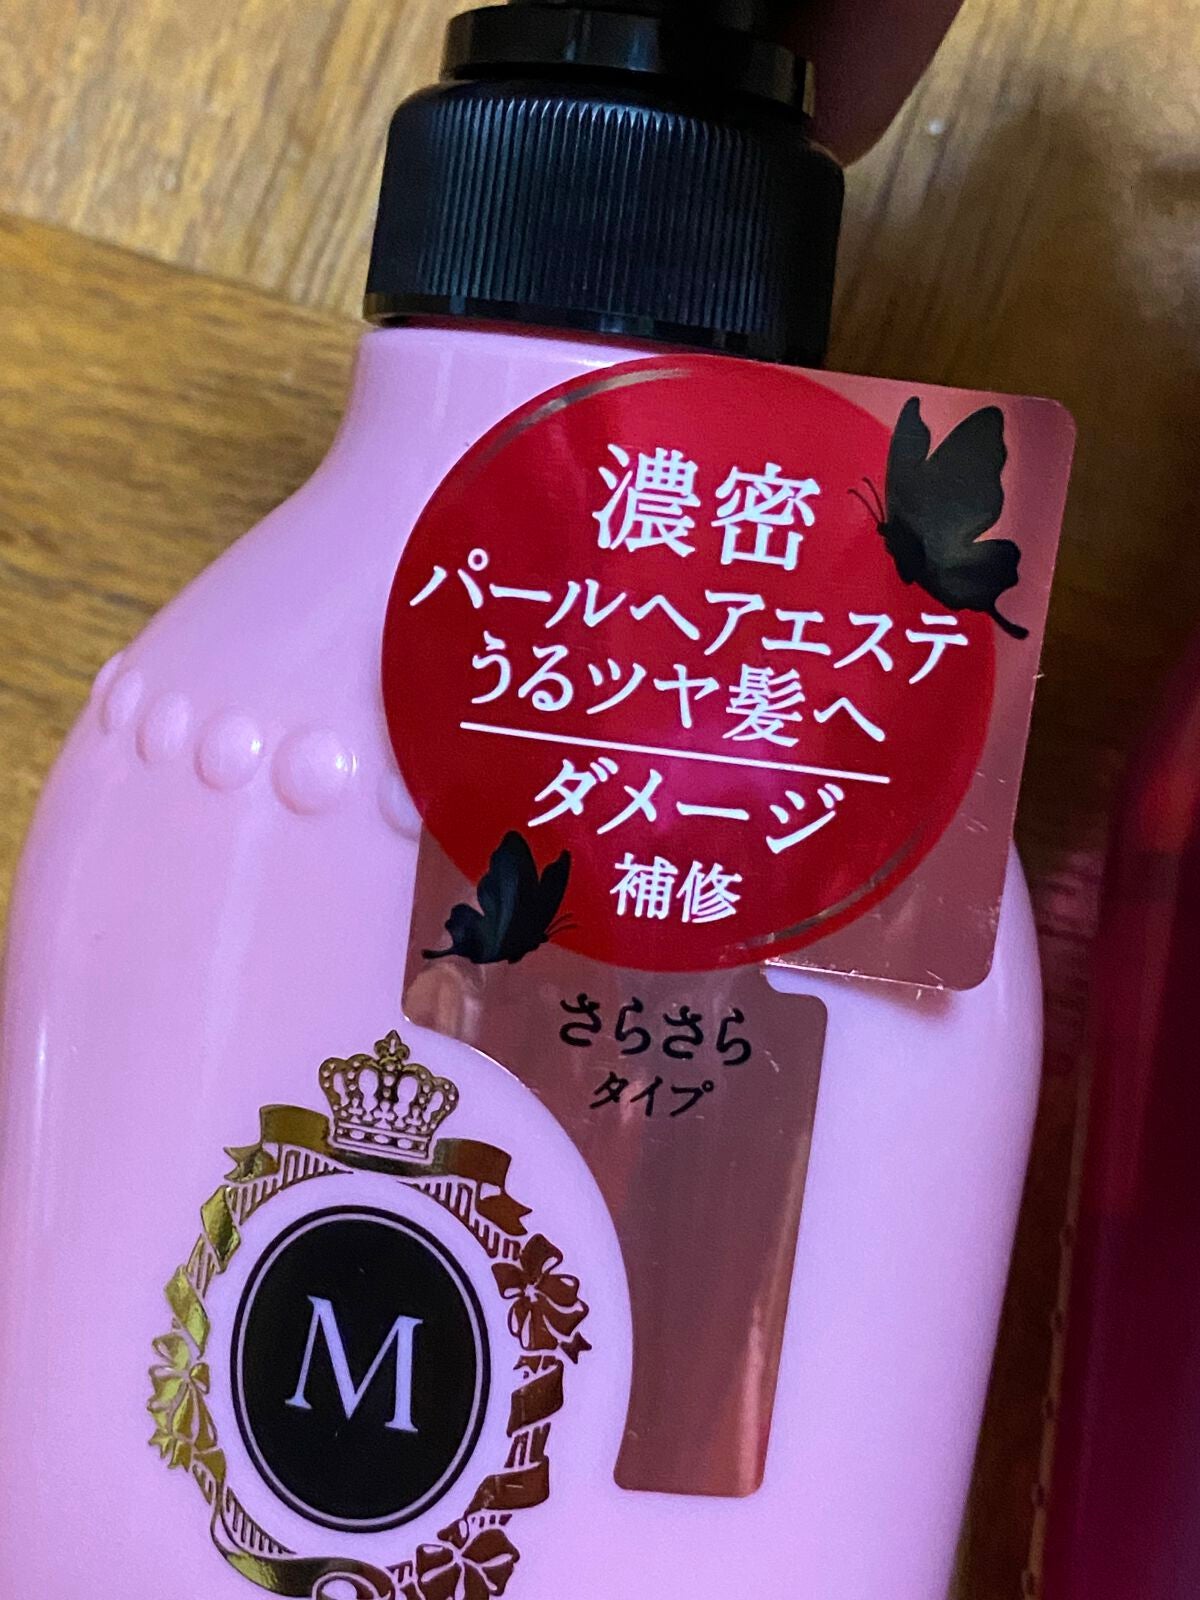 濃密
パールヘアエステ
うるツヤ髪へ
ダメージ
補修
さらさら
タイプ
M